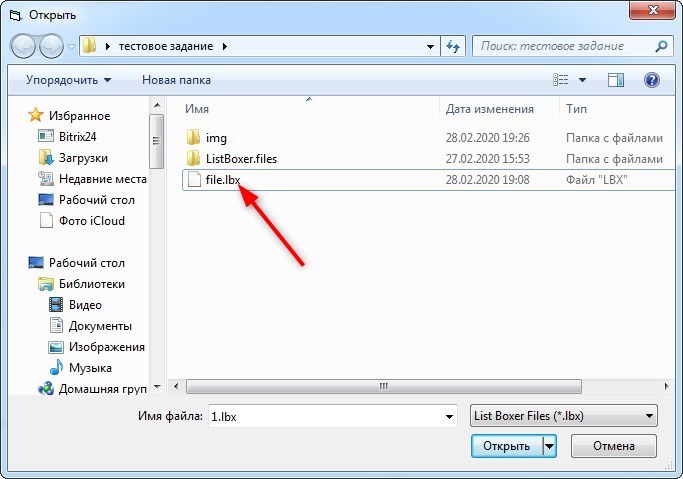 Открыть
тестовое задание
Поиск: тестовое задание
Упорядочить
Новая папка
Избранное
Bitrix24
Загрузки
Недавние места
Рабочий стол
Фото iCloud
Рабочий стол
Библиотеки
Видео
Документы
Изображения
Музыка
Домашняя груп
Имя Дата изменения Тип
img 28.02.2020 19:26 Папка с файлами
ListBoxer.files 27.02.2020 15:53 Папка с файлами
file.lbx 28.02.2020 19:08 Файл "LBX"
Имя файла: 1.lbx List Boxer Files (*.lbx)
Открыть Отмена